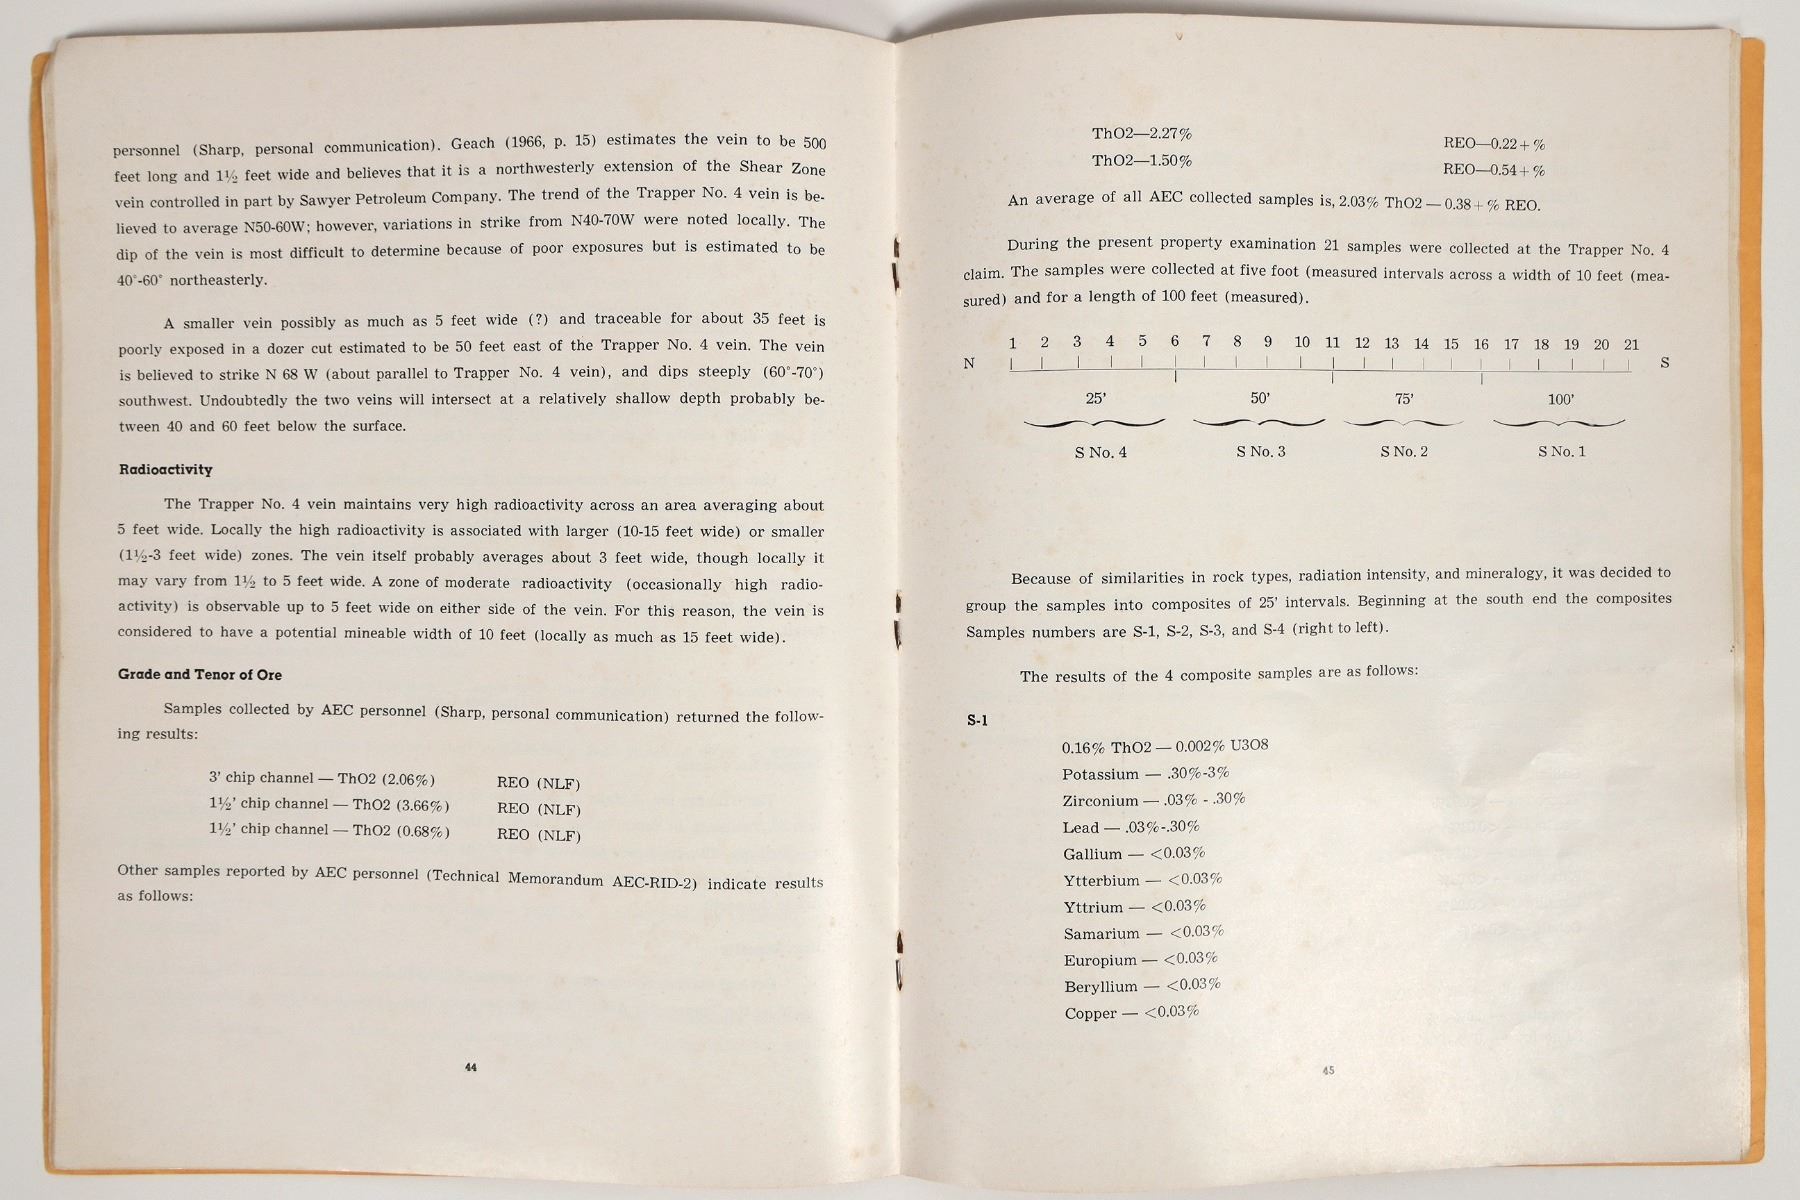 personnel (Sharp, personal communication). Geach (1966, p. 15) estimates the vein to be 500
feet long and 1½ feet wide and believes that it is a northwesterly extension of the Shear Zone
vein controlled in part by Sawyer Petroleum Company. The trend of the Trapper No. 4 vein is be-
lieved to average N50-60W; however, variations in strike from N40-70W were noted locally. The
dip of the vein is most difficult to determine because of poor exposures but is estimated to be
40°-60° northeasterly.
A smaller vein possibly as much as 5 feet wide (?) and traceable for about 35 feet is
poorly exposed in a dozer cut estimated to be 50 feet east of the Trapper No. 4 vein. The vein
is believed to strike N 68 W (about parallel to Trapper No. 4 vein), and dips steeply (60°-70°)
southwest. Undoubtedly the two veins will intersect at a relatively shallow depth probably be-
tween 40 and 60 feet below the surface.
Radioactivity
The Trapper No. 4 vein maintains very high radioactivity across an area averaging about
5 feet wide. Locally the high radioactivity is associated with larger (10-15 feet wide) or smaller
(1½-3 feet wide) zones. The vein itself probably averages about 3 feet wide, though locally it
may vary from 1½ to 5 feet wide. A zone of moderate radioactivity (occasionally high radio-
activity) is observable up to 5 feet wide on either side of the vein. For this reason, the vein is
considered to have a potential mineable width of 10 feet (locally as much as 15 feet wide).
Grade and Tenor of Ore
Samples collected by AEC personnel (Sharp, personal communication) returned the follow-
ing results:
3' chip channel — ThO2 (2.06%) REO (NLF)
1½' chip channel — ThO2 (3.66%) REO (NLF)
1½' chip channel — ThO2 (0.68%) REO (NLF)
Other samples reported by AEC personnel (Technical Memorandum AEC-RID-2) indicate results
as follows:
44
ThO2—2.27% REO—0.22+%
ThO2—1.50% REO—0.54+%
An average of all AEC collected samples is, 2.03% ThO2 — 0.38+% REO.
During the present property examination 21 samples were collected at the Trapper No. 4
claim. The samples were collected at five foot (measured intervals across a width of 10 feet (mea-
sured) and for a length of 100 feet (measured).
1 2 3 4 5 6 7 8 9 10 11 12 13 14 15 16 17 18 19 20 21
N S
25' 50' 75' 100'
S No. 4 S No. 3 S No. 2 S No. 1
Because of similarities in rock types, radiation intensity, and mineralogy, it was decided to
group the samples into composites of 25' intervals. Beginning at the south end the composites
Samples numbers are S-1, S-2, S-3, and S-4 (right to left).
The results of the 4 composite samples are as follows:
S-1
0.16% ThO2 — 0.002% U3O8
Potassium — .30%-3%
Zirconium — .03% - .30%
Lead — .03%-.30%
Gallium — <0.03%
Ytterbium — <0.03%
Yttrium — <0.03%
Samarium — <0.03%
Europium — <0.03%
Beryllium — <0.03%
Copper — <0.03%
45